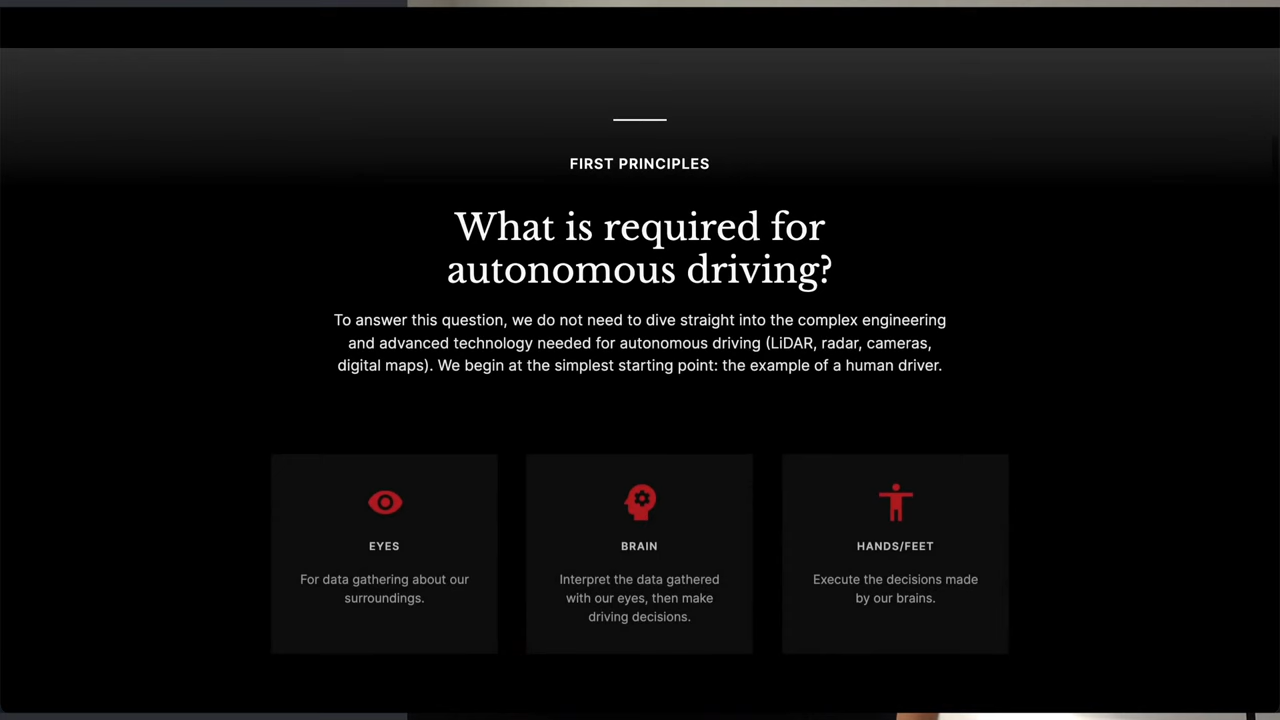 FIRST PRINCIPLES
What is required for
autonomous driving?
To answer this question, we do not need to dive straight into the complex engineering
and advanced technology needed for autonomous driving (LiDAR, radar, cameras,
digital maps). We begin at the simplest starting point: the example of a human driver.
EYES
For data gathering about our
surroundings.
BRAIN
Interpret the data gathered
with our eyes, then make
driving decisions.
HANDS/FEET
Execute the decisions made
by our brains.